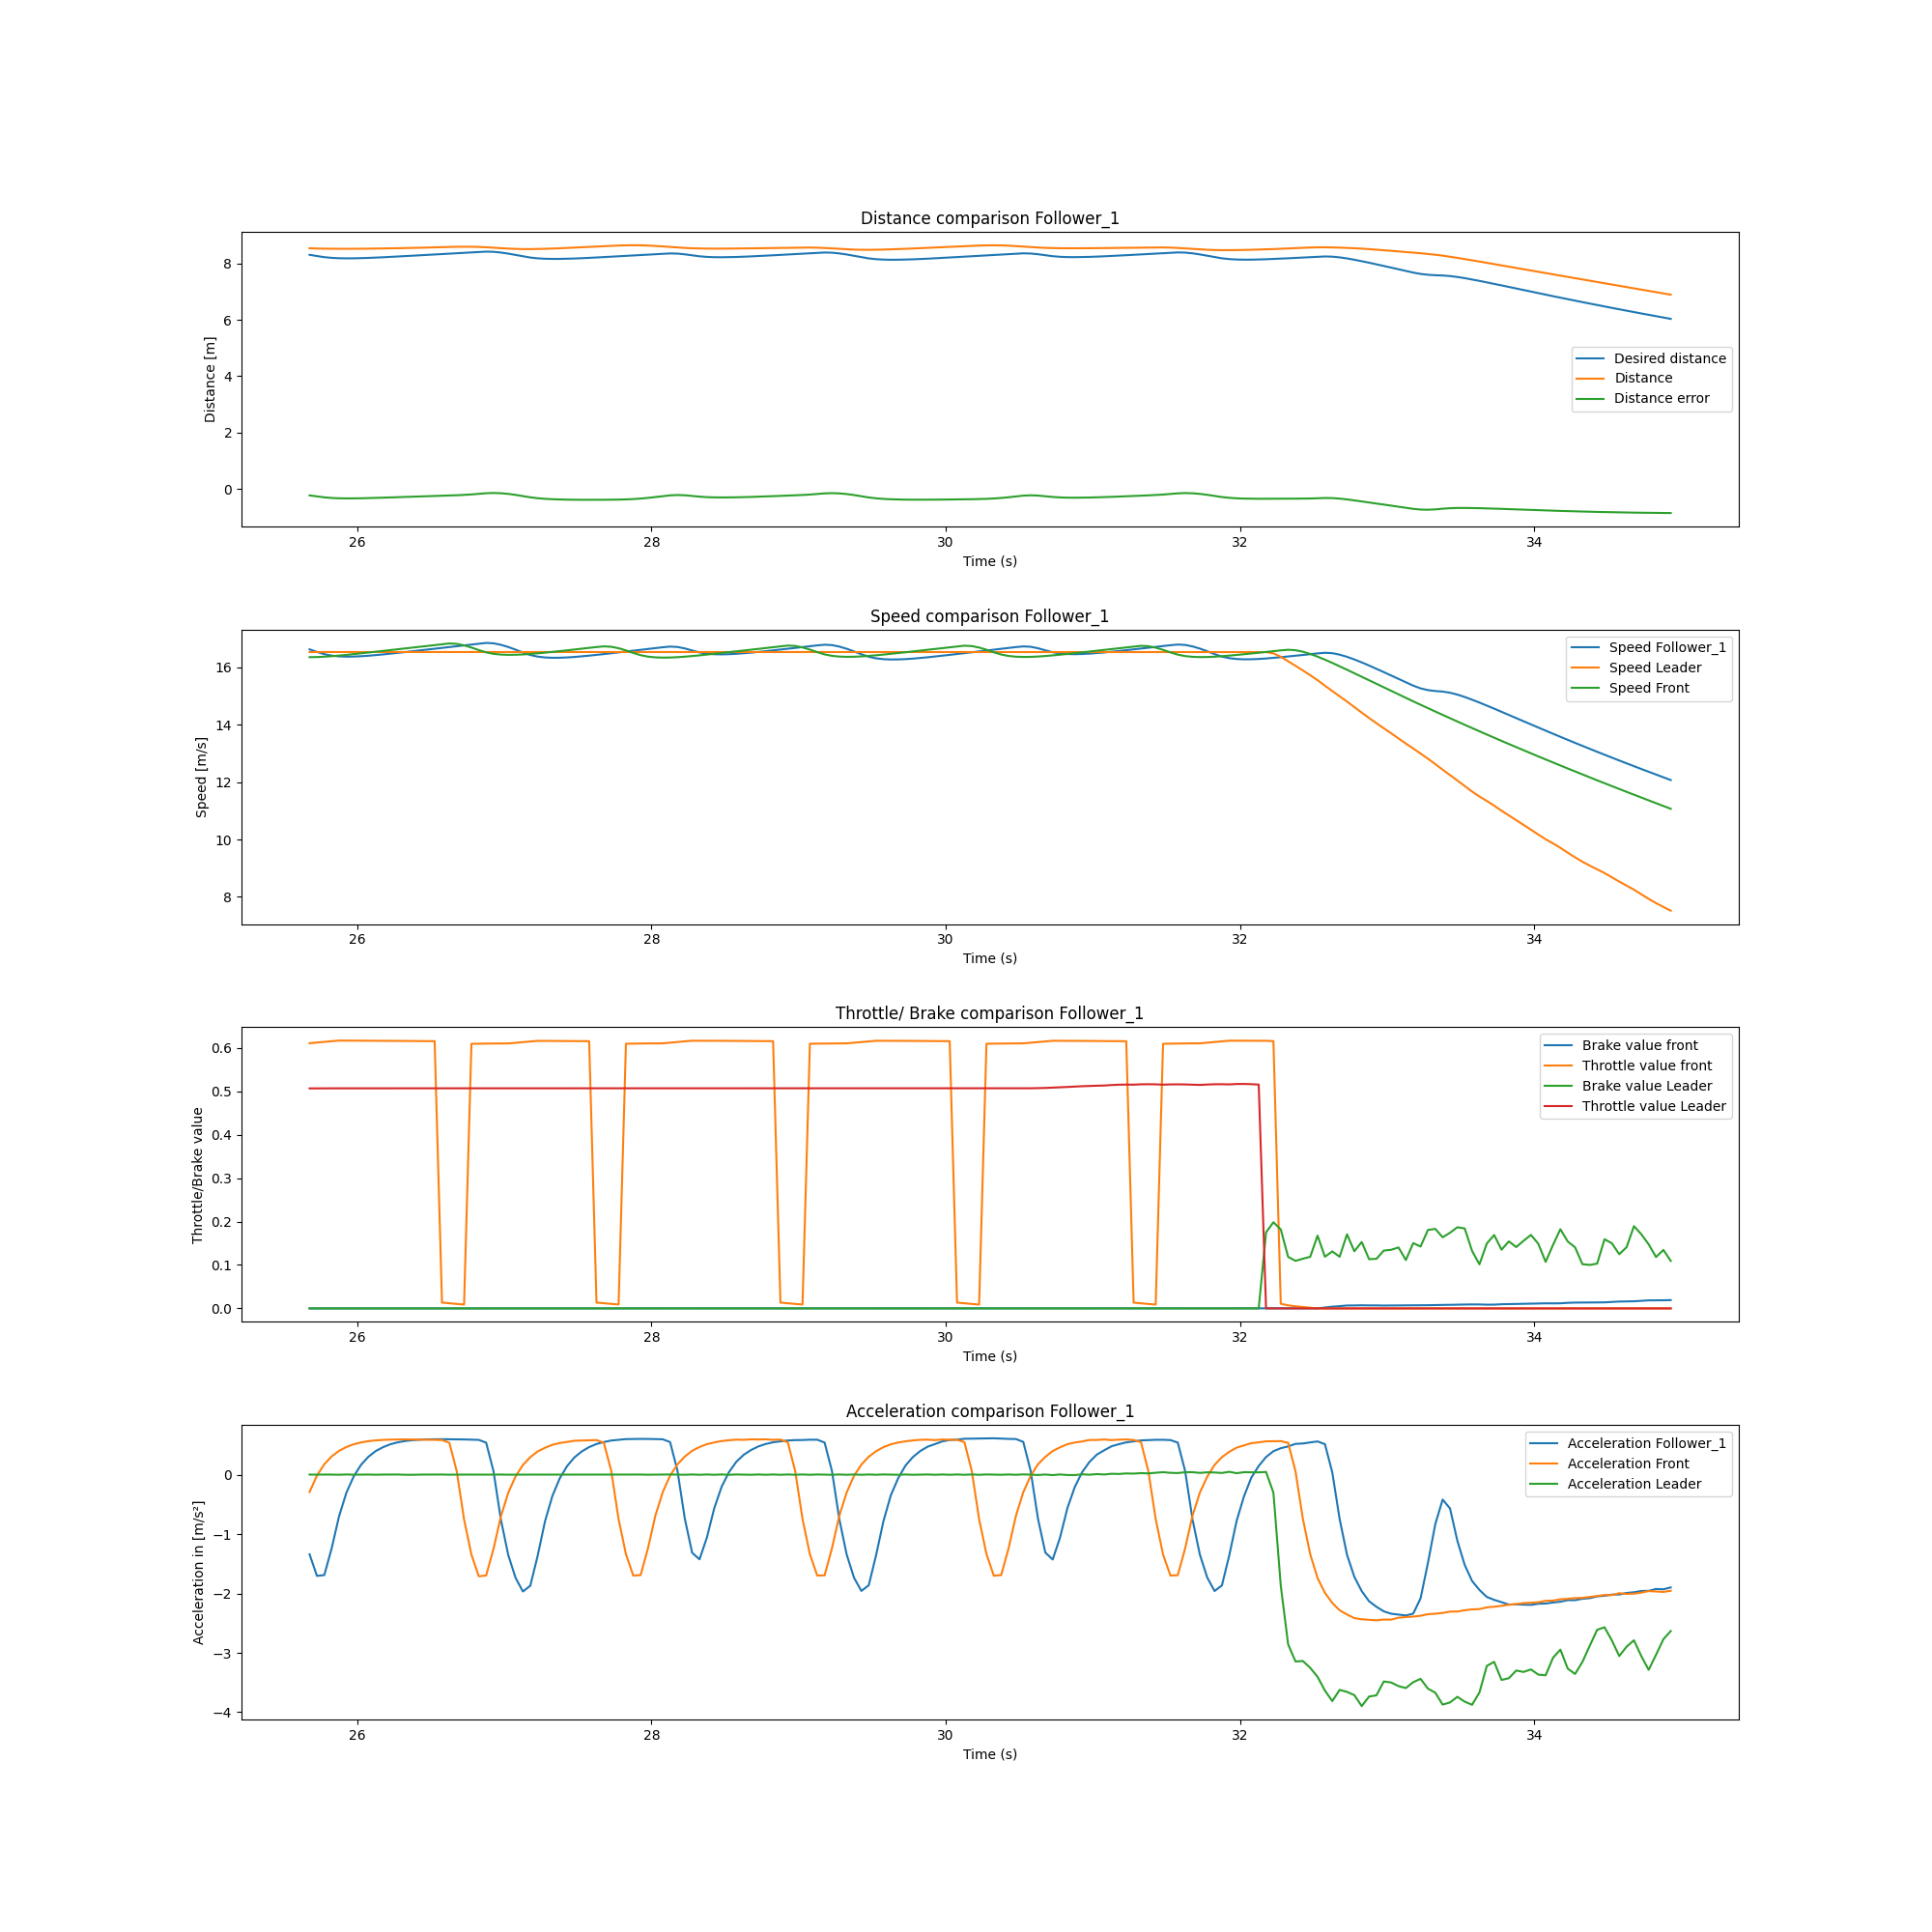 Distance comparison Follower_1
8
6
4
2
0
Distance [m]
Desired distance
Distance
Distance error
26 28 30 32 34
Time (s)
Speed comparison Follower_1
16
14
12
10
8
Speed [m/s]
Speed Follower_1
Speed Leader
Speed Front
26 28 30 32 34
Time (s)
Throttle/ Brake comparison Follower_1
0.6
0.5
0.4
0.3
0.2
0.1
0.0
Throttle/Brake value
Brake value front
Throttle value front
Brake value Leader
Throttle value Leader
26 28 30 32 34
Time (s)
Acceleration comparison Follower_1
0
−1
−2
−3
−4
Acceleration in [m/s²]
Acceleration Follower_1
Acceleration Front
Acceleration Leader
26 28 30 32 34
Time (s)